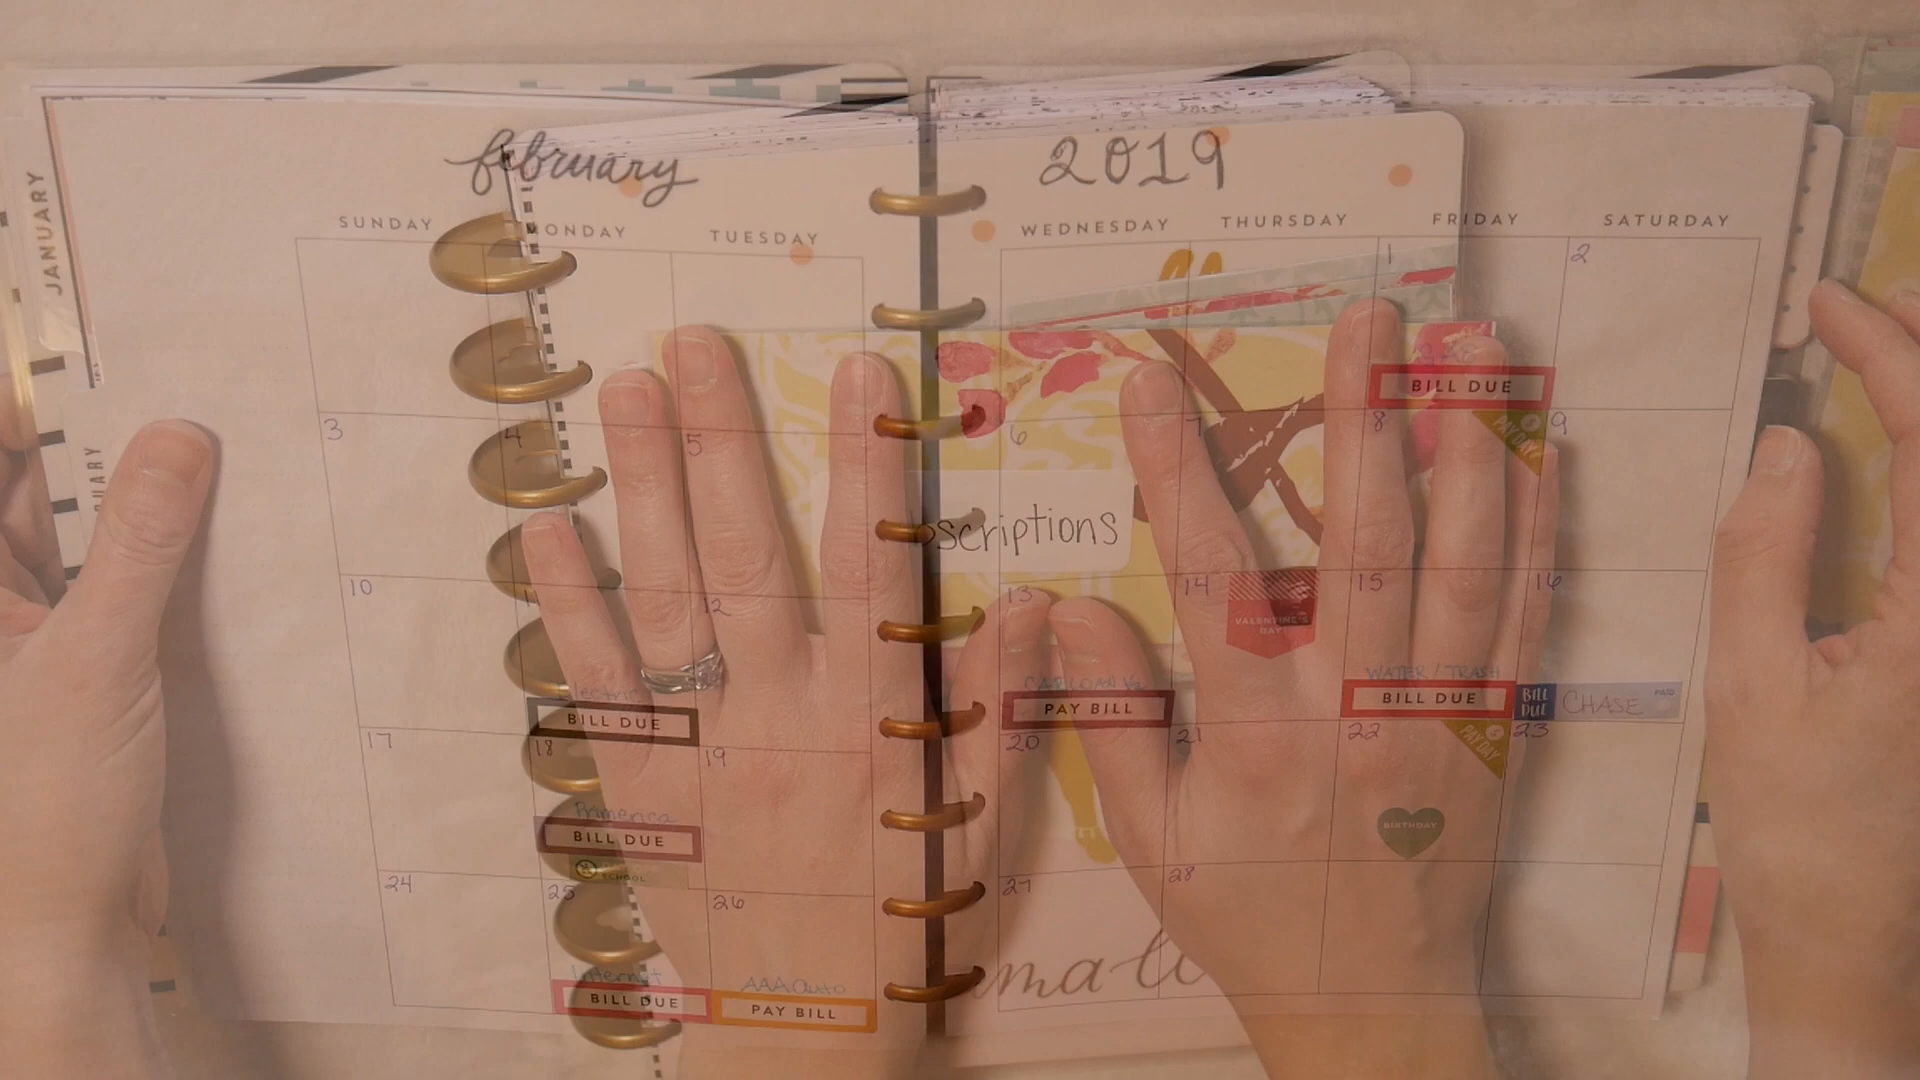 february 2019
JANUARY
SUNDAY MONDAY TUESDAY WEDNESDAY THURSDAY FRIDAY SATURDAY
1 2
BILL DUE
3 4 5 6 7 8 9
PAY DAY
scriptions
10 12 13 14 15 16
VALENTINE'S
DAY
Electric
BILL DUE
CAR LOAN
PAY BILL
WATER/TRASH
BILL DUE
BILL
DUE
CHASE
PAID
17 18 19 20 21 22 23
PAY DAY
Primerica
BILL DUE
SCHOOL
BIRTHDAY
24 25 26 27 28
Internet
BILL DUE
AAA Auto
PAY BILL